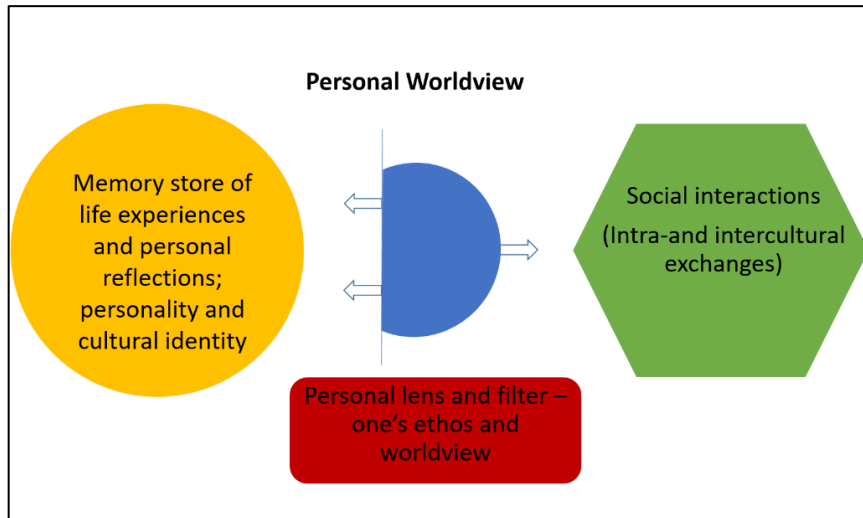 Personal Worldview
Memory store of
life experiences
and personal
reflections;
personality and
cultural identity
Social interactions
(Intra-and intercultural
exchanges)
Personal lens and filter –
one's ethos and
worldview